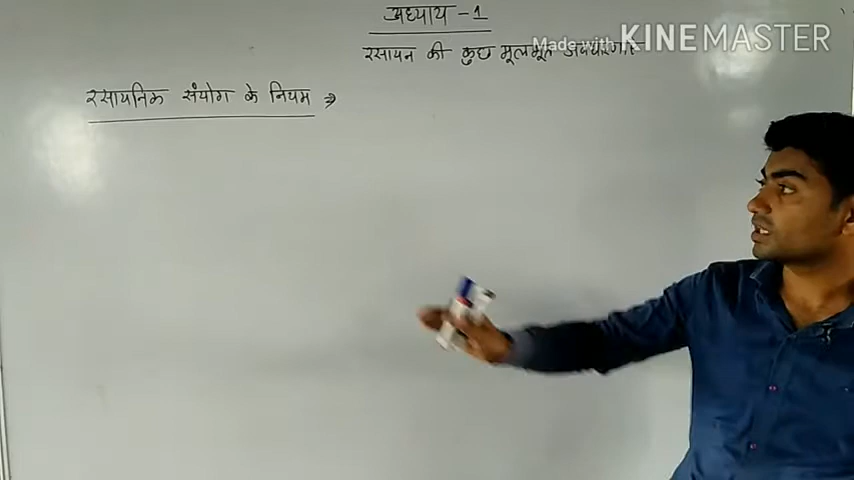 अध्याय - 1
रसायन की कुछ मूलभूत अवधारणाएं
Made with KINEMASTER
रसायनिक संयोग के नियम ⇒